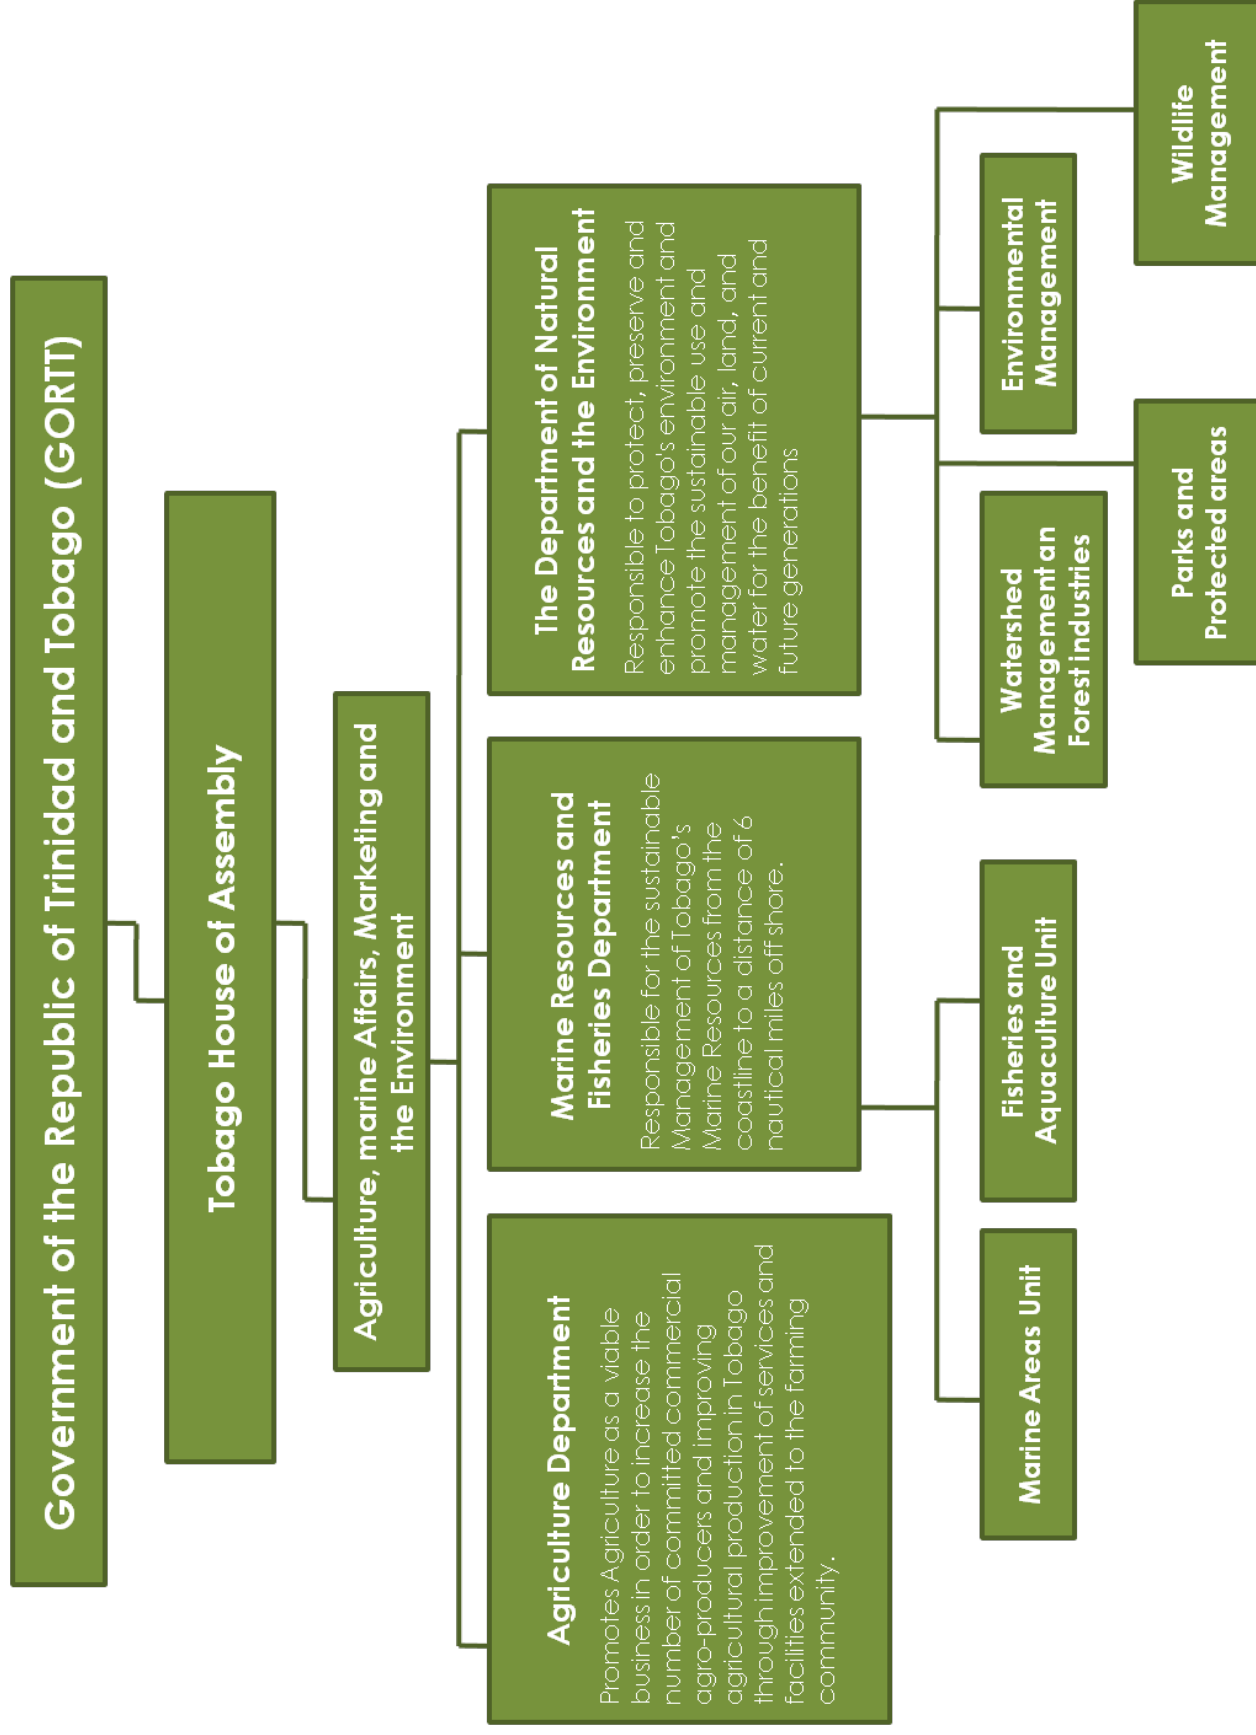 Government of the Republic of Trinidad and Tobago (GORTT)
Tobago House of Assembly
Agriculture, marine Affairs, Marketing and
the Environment
Agriculture Department
Promotes Agriculture as a viable
business in order to increase the
number of committed commercial
agro-producers and improving
agricultural production in Tobago
through improvement of services and
facilities extended to the farming
community.
Marine Resources and
Fisheries Department
Responsible for the sustainable
Management of Tobago's
Marine Resources from the
coastline to a distance of 6
nautical miles off shore.
The Department of Natural
Resources and the Environment
Responsible to protect, preserve and
enhance Tobago's environment and
promote the sustainable use and
management of our air, land, and
water for the benefit of current and
future generations
Marine Areas Unit
Fisheries and
Aquaculture Unit
Watershed
Management an
Forest industries
Environmental
Management
Parks and
Protected areas
Wildlife
Management